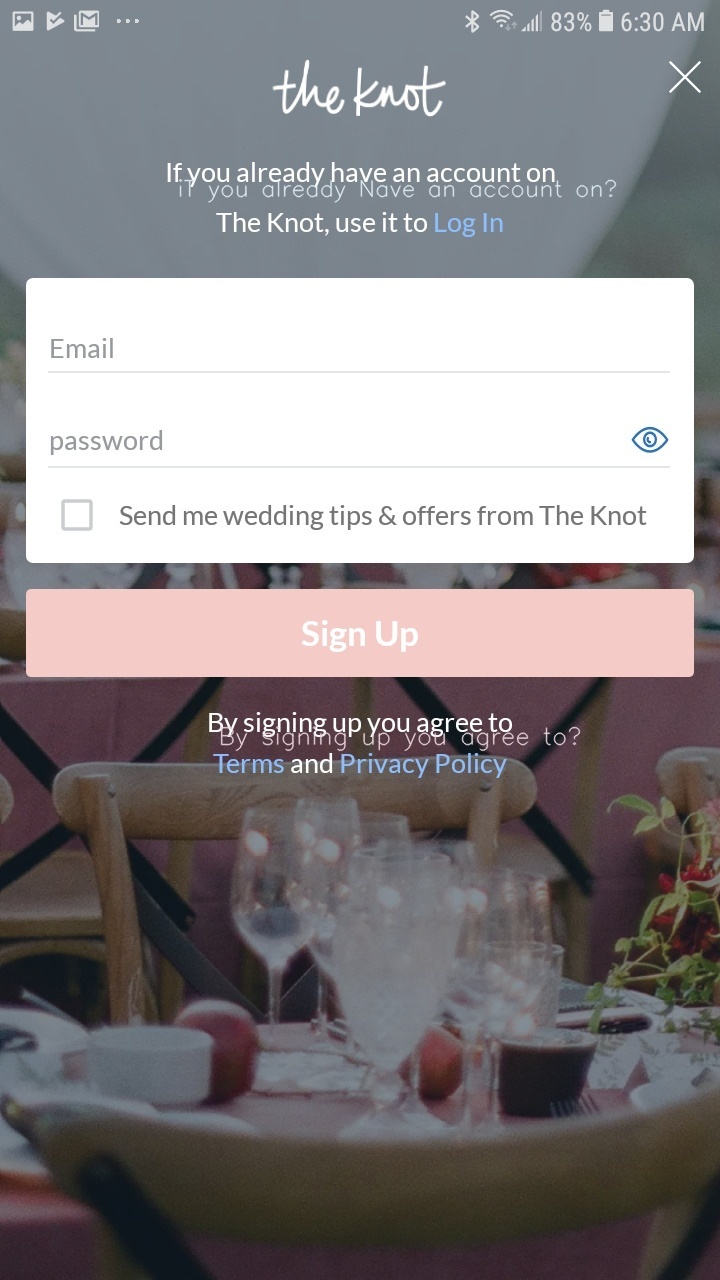 83% 6:30 AM
the knot
If you already have an account on
if you already Nave an account on?
The Knot, use it to Log In
Email
password
Send me wedding tips & offers from The Knot
Sign Up
By signing up you agree to
By signing up you agree to?
Terms and Privacy Policy